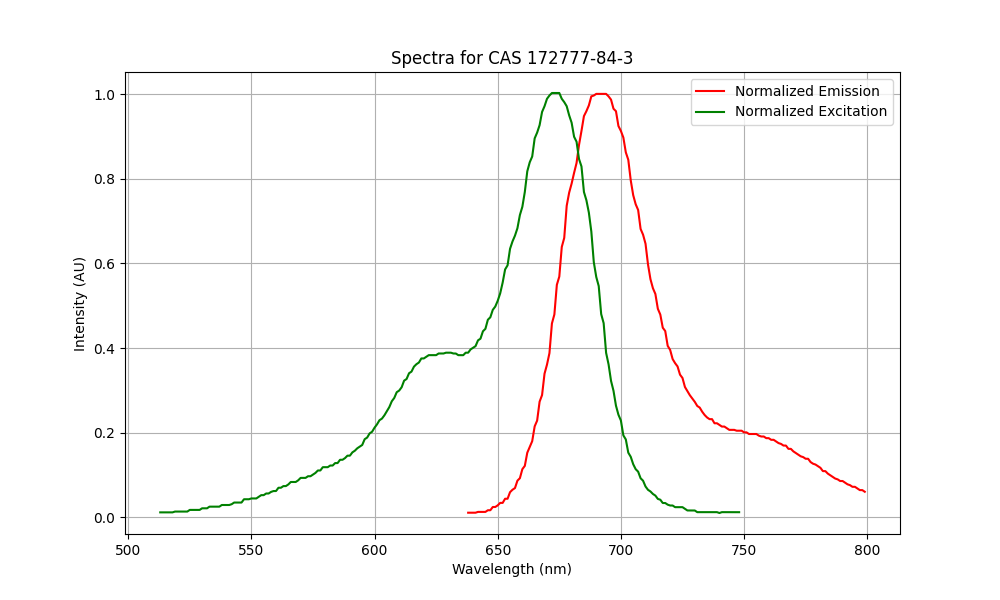 Spectra for CAS 172777-84-3
Normalized Emission
Normalized Excitation
1.0
0.8
0.6
0.4
0.2
0.0
Intensity (AU)
500 550 600 650 700 750 800
Wavelength (nm)